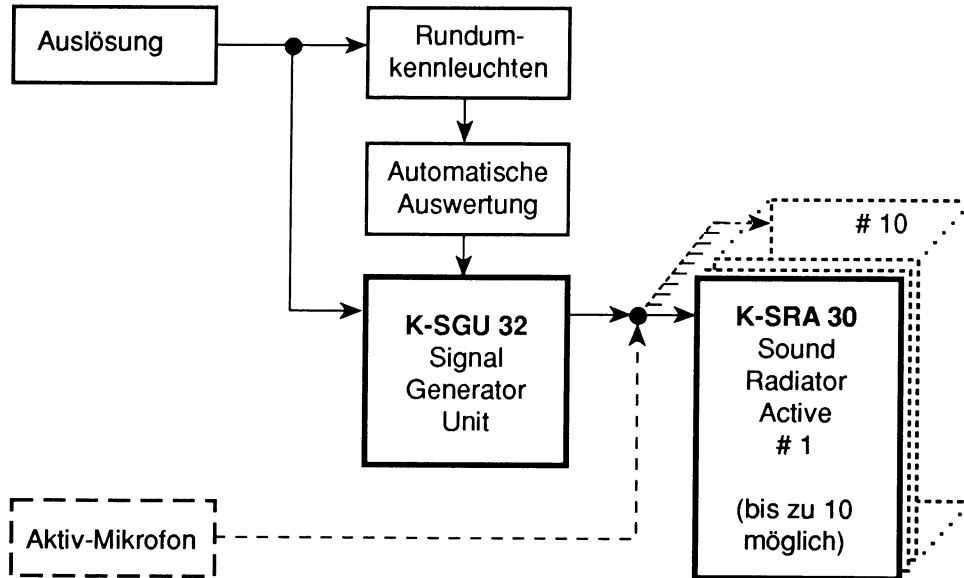 Auslösung
Rundum-
kennleuchten
Automatische
Auswertung
K-SGU 32
Signal
Generator
Unit
# 10
K-SRA 30
Sound
Radiator
Active
# 1
(bis zu 10
möglich)
Aktiv-Mikrofon